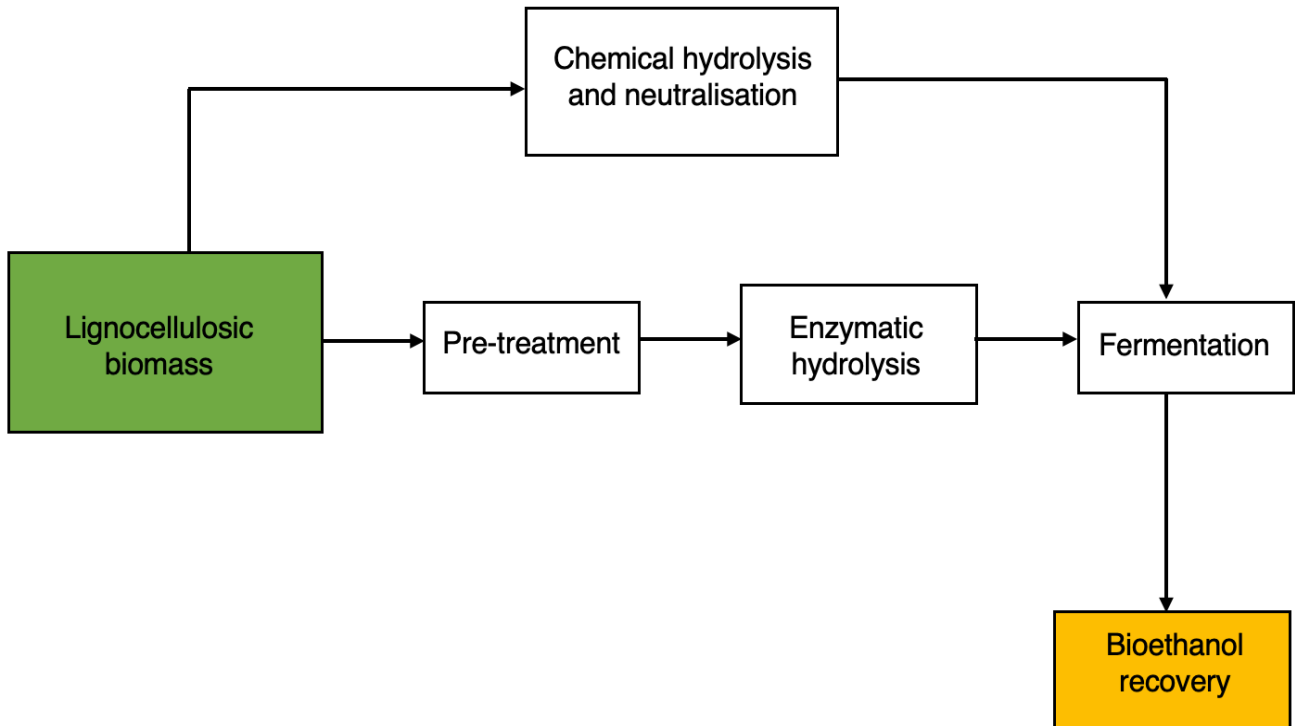 Chemical hydrolysis
and neutralisation
Lignocellulosic
biomass
Pre-treatment
Enzymatic
hydrolysis
Fermentation
Bioethanol
recovery